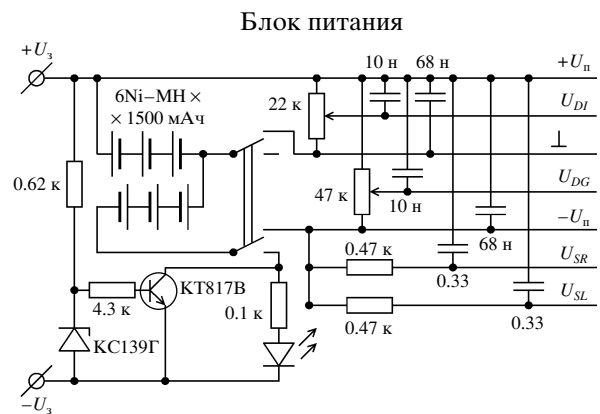 Блок питания
+Uз
10 н
68 н
+Uп
6Ni–MH ×
× 1500 мАч
22 к
UDI
⊥
0.62 к
47 к
UDG
10 н
–Uп
68 н
0.47 к
USR
KT817B
0.33
4.3 к
0.1 к
USL
0.47 к
0.33
KC139Г
–Uз